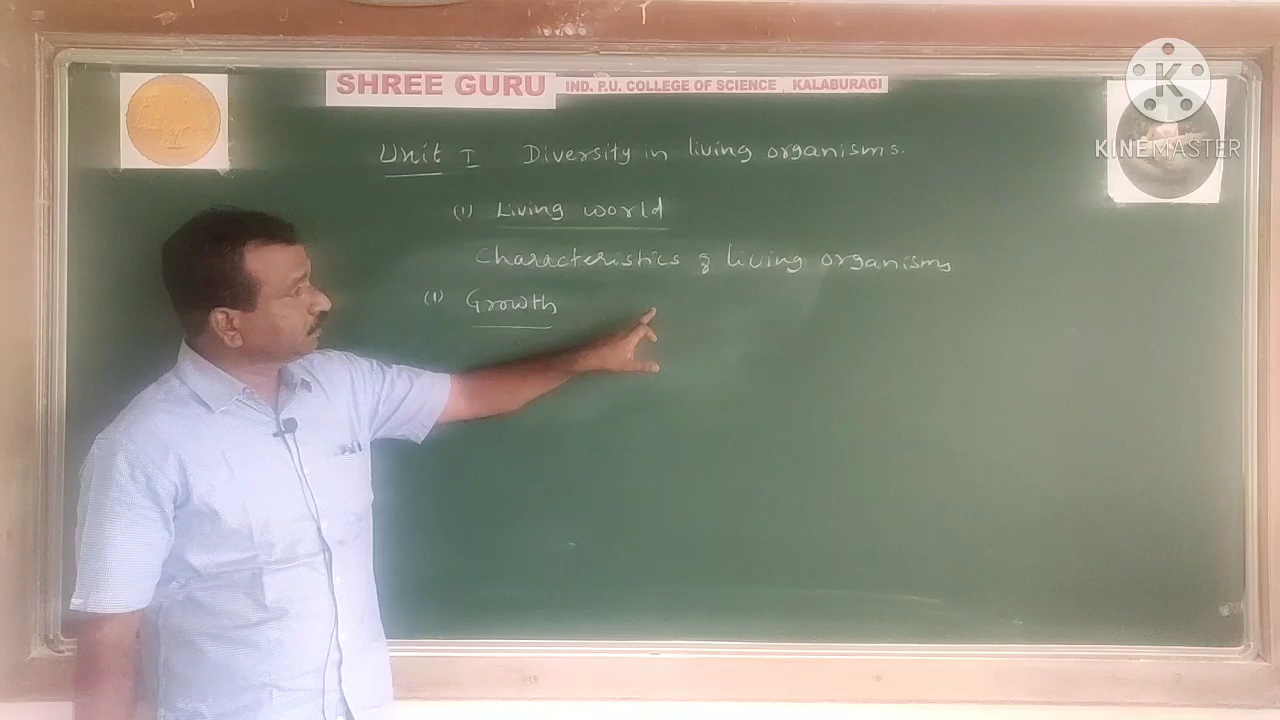 SHREE GURU IND. P.U. COLLEGE OF SCIENCE, KALABURAGI
K
KINEMASTER
Unit I Diversity in living organisms.
(1) Living world
Characteristics of living organisms
(1) Growth